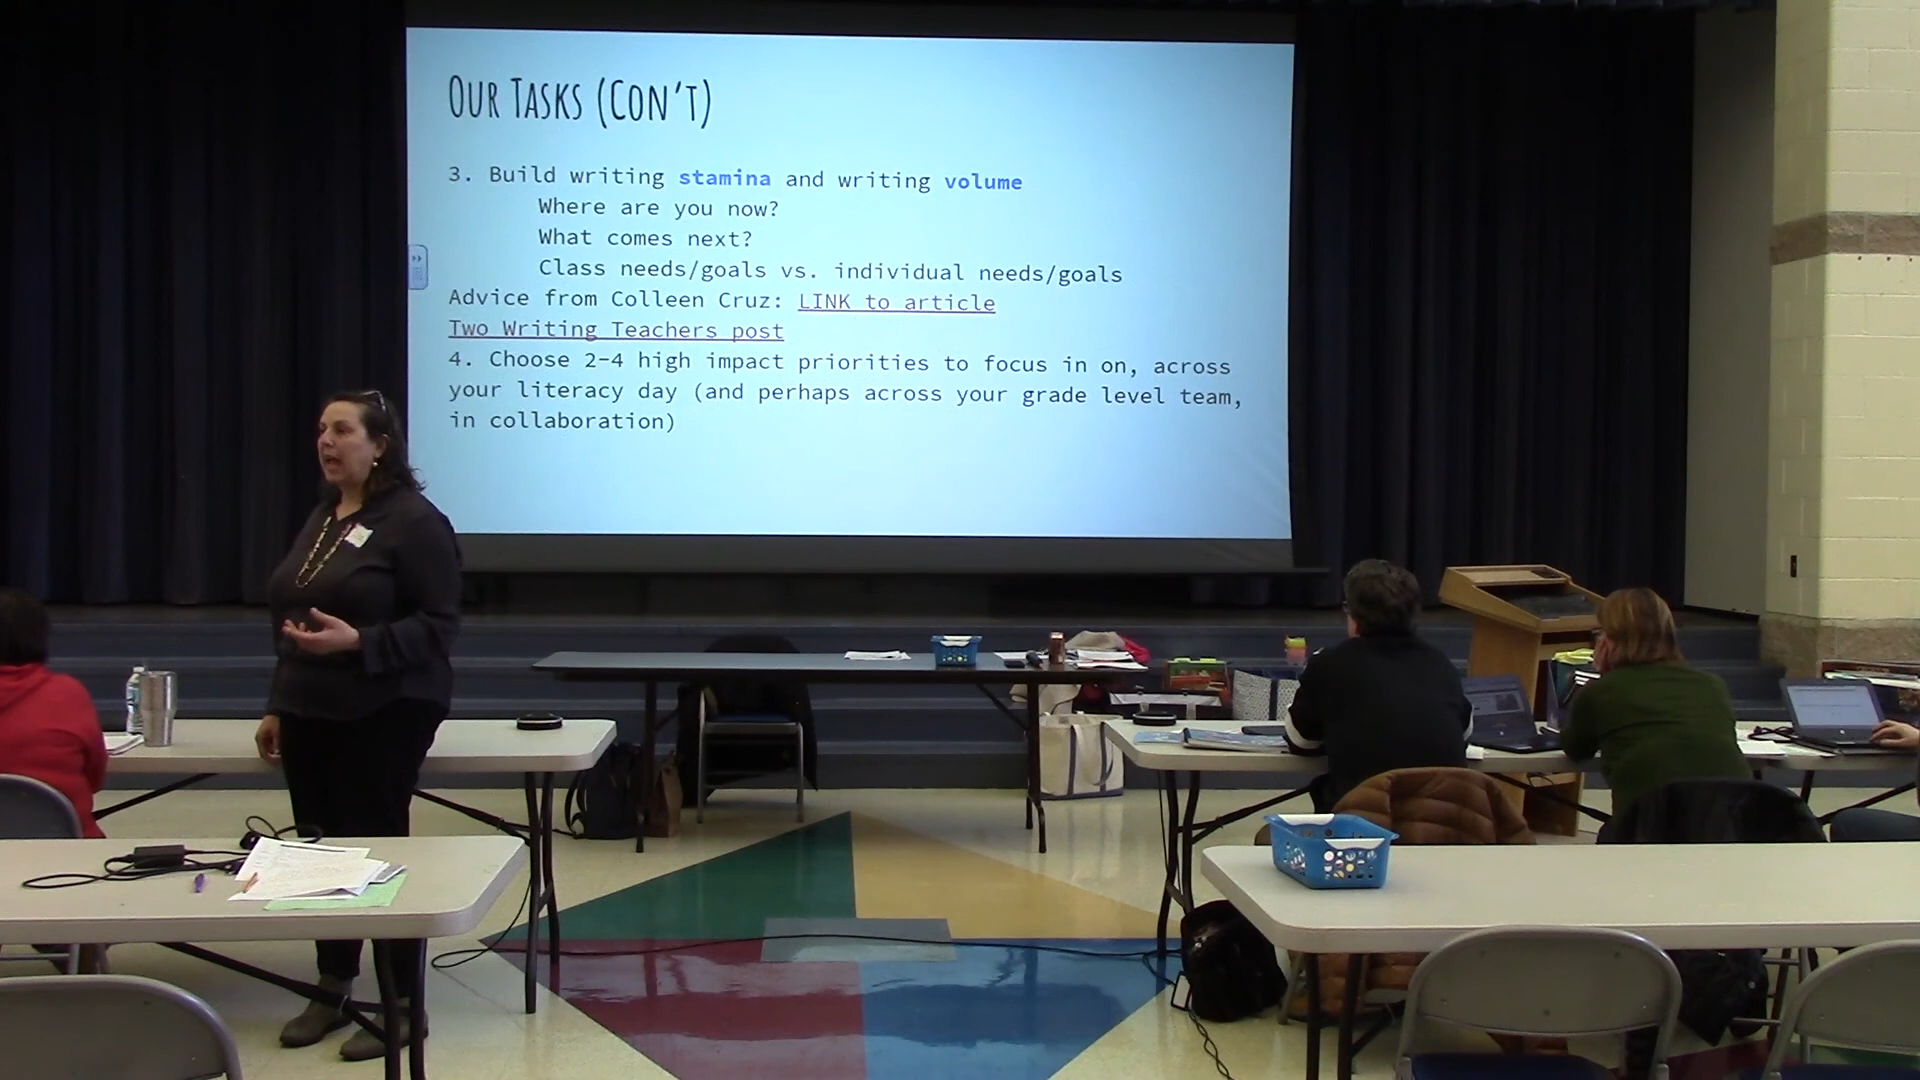 Our Tasks (Con't)
3. Build writing stamina and writing volume
Where are you now?
What comes next?
Class needs/goals vs. individual needs/goals
Advice from Colleen Cruz: LINK to article
Two Writing Teachers post
4. Choose 2-4 high impact priorities to focus in on, across
your literacy day (and perhaps across your grade level team,
in collaboration)